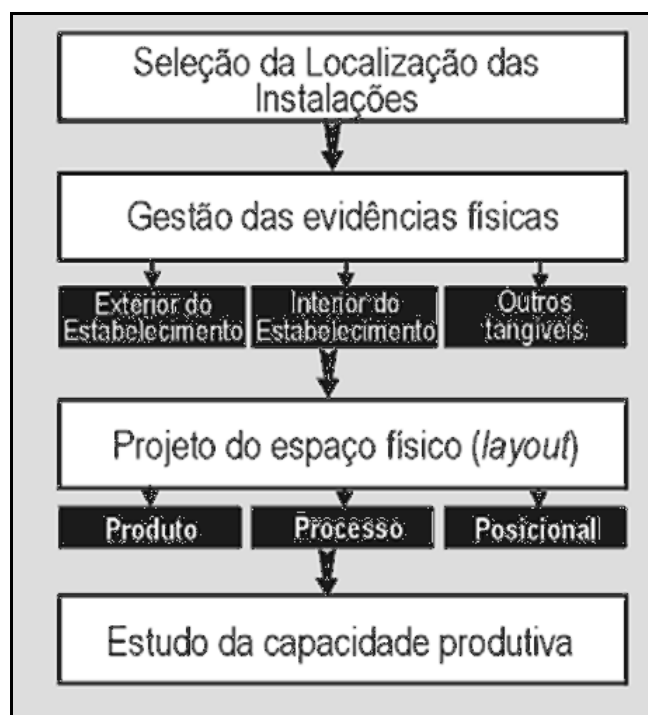 Seleção da Localização das
Instalações
Gestão das evidências físicas
Exterior do
Estabelecimento
Interior do
Estabelecimento
Outros
tangíveis
Projeto do espaço físico (layout)
Produto
Processo
Posicional
Estudo da capacidade produtiva